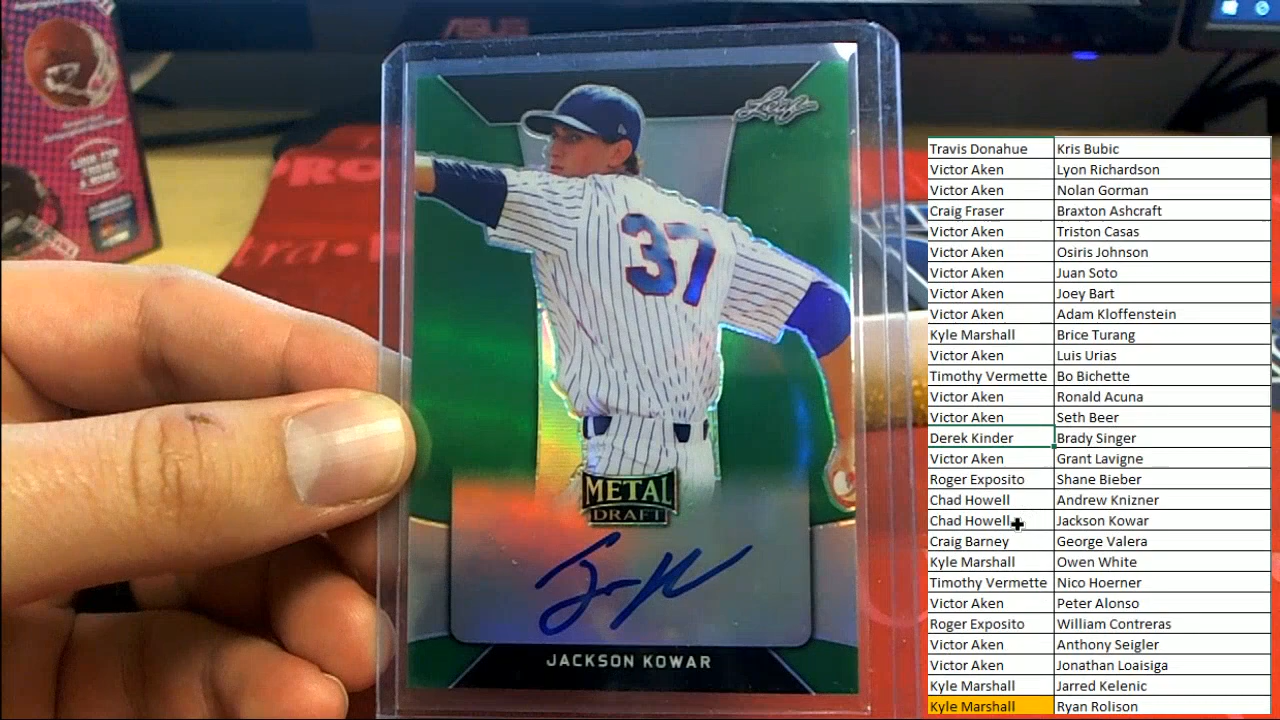 ASUS
PRO
Leaf
37
METAL
DRAFT
JACKSON KOWAR
Travis Donahue Kris Bubic
Victor Aken Lyon Richardson
Victor Aken Nolan Gorman
Craig Fraser Braxton Ashcraft
Victor Aken Triston Casas
Victor Aken Osiris Johnson
Victor Aken Juan Soto
Victor Aken Joey Bart
Victor Aken Adam Kloffenstein
Kyle Marshall Brice Turang
Victor Aken Luis Urias
Timothy Vermette Bo Bichette
Victor Aken Ronald Acuna
Victor Aken Seth Beer
Derek Kinder Brady Singer
Victor Aken Grant Lavigne
Roger Exposito Shane Bieber
Chad Howell Andrew Knizner
Chad Howell Jackson Kowar
Craig Barney George Valera
Kyle Marshall Owen White
Timothy Vermette Nico Hoerner
Victor Aken Peter Alonso
Roger Exposito William Contreras
Victor Aken Anthony Seigler
Victor Aken Jonathan Loaisiga
Kyle Marshall Jarred Kelenic
Kyle Marshall Ryan Rolison